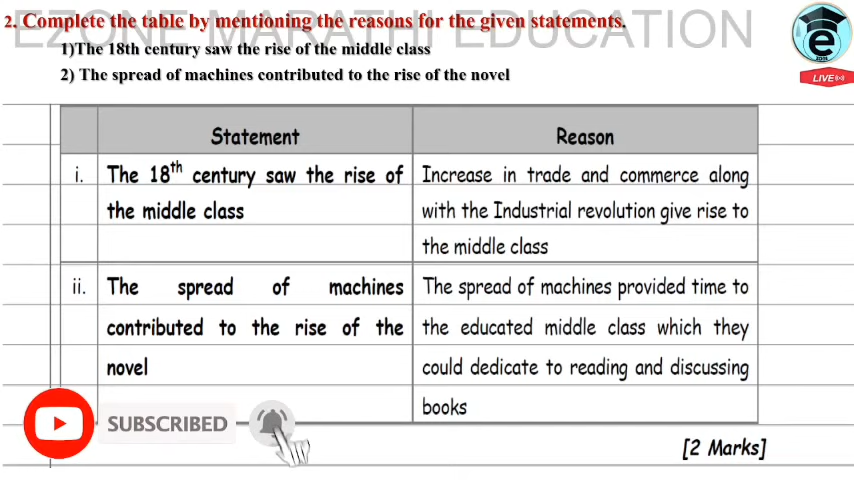 EZONE MARATHI EDUCATION
2. Complete the table by mentioning the reasons for the given statements.
1)The 18th century saw the rise of the middle class
2) The spread of machines contributed to the rise of the novel
e
ZONE
LIVE
Statement Reason
i. The 18th century saw the rise of Increase in trade and commerce along
the middle class with the Industrial revolution give rise to
the middle class
ii. The spread of machines The spread of machines provided time to
contributed to the rise of the the educated middle class which they
novel could dedicate to reading and discussing
books
SUBSCRIBED
[2 Marks]